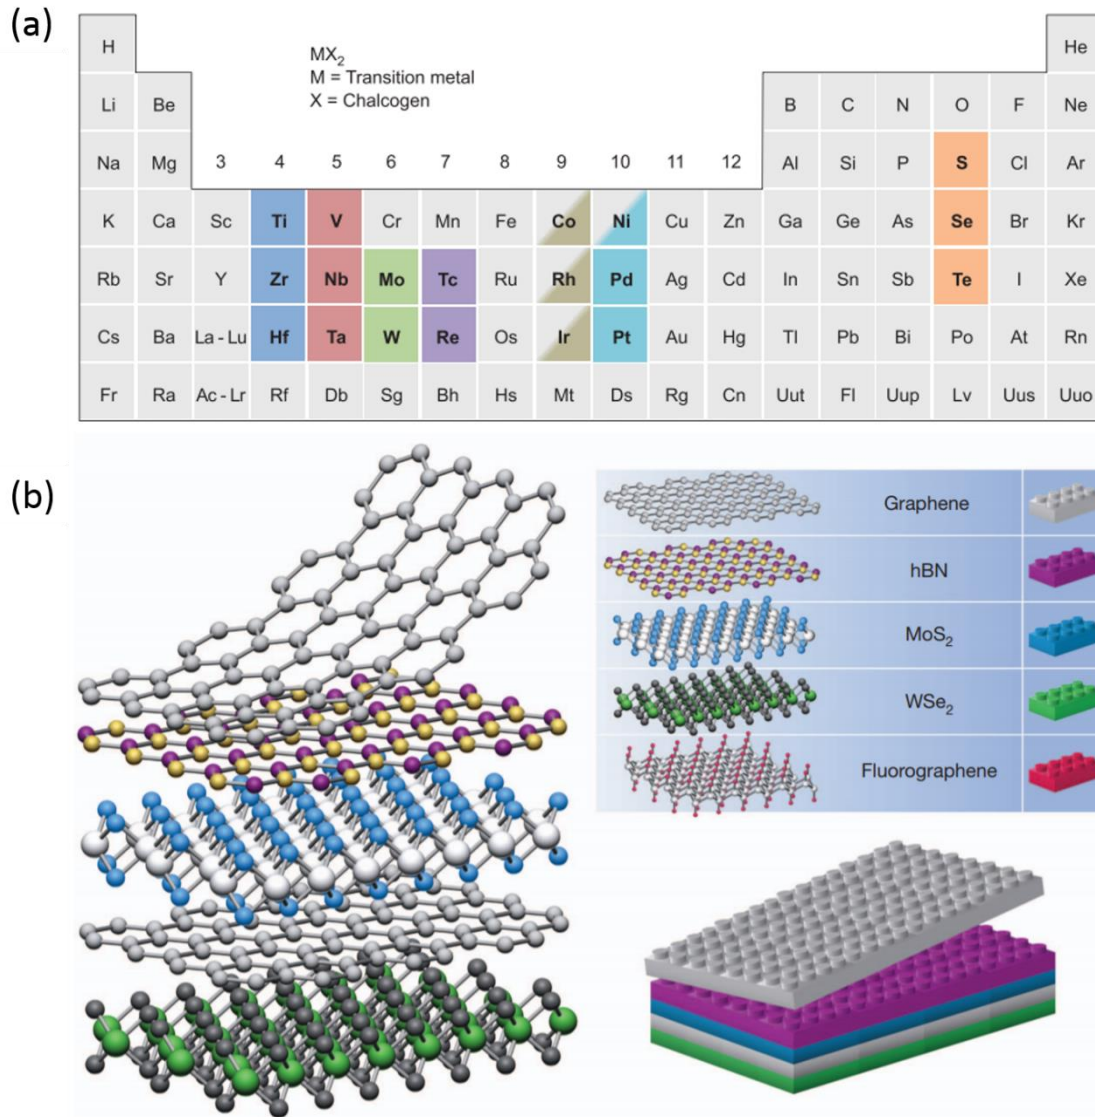 (a)
H He
MX₂
M = Transition metal
X = Chalcogen
Li Be B C N O F Ne
Na Mg 3 4 5 6 7 8 9 10 11 12 Al Si P S Cl Ar
K Ca Sc Ti V Cr Mn Fe Co Ni Cu Zn Ga Ge As Se Br Kr
Rb Sr Y Zr Nb Mo Tc Ru Rh Pd Ag Cd In Sn Sb Te I Xe
Cs Ba La - Lu Hf Ta W Re Os Ir Pt Au Hg Tl Pb Bi Po At Rn
Fr Ra Ac - Lr Rf Db Sg Bh Hs Mt Ds Rg Cn Uut Fl Uup Lv Uus Uuo
(b)
Graphene
hBN
MoS₂
WSe₂
Fluorographene